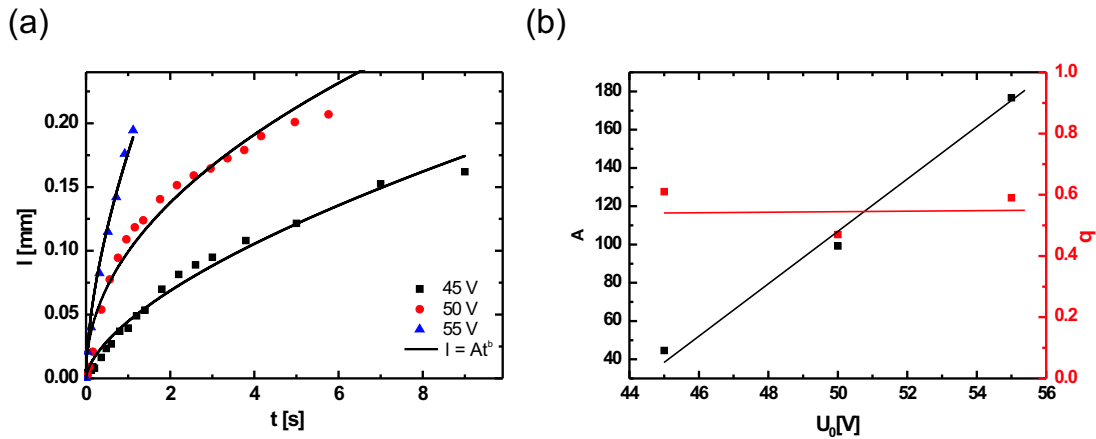 (a)
(b)
l [mm]
0.20
0.15
0.10
0.05
0.00
45 V
50 V
55 V
l = Atᵇ
0 2 4 6 8
t [s]
A
180
160
140
120
100
80
60
40
44 46 48 50 52 54 56
U₀[V]
1.0
0.8
0.6
0.4
0.2
0.0
b